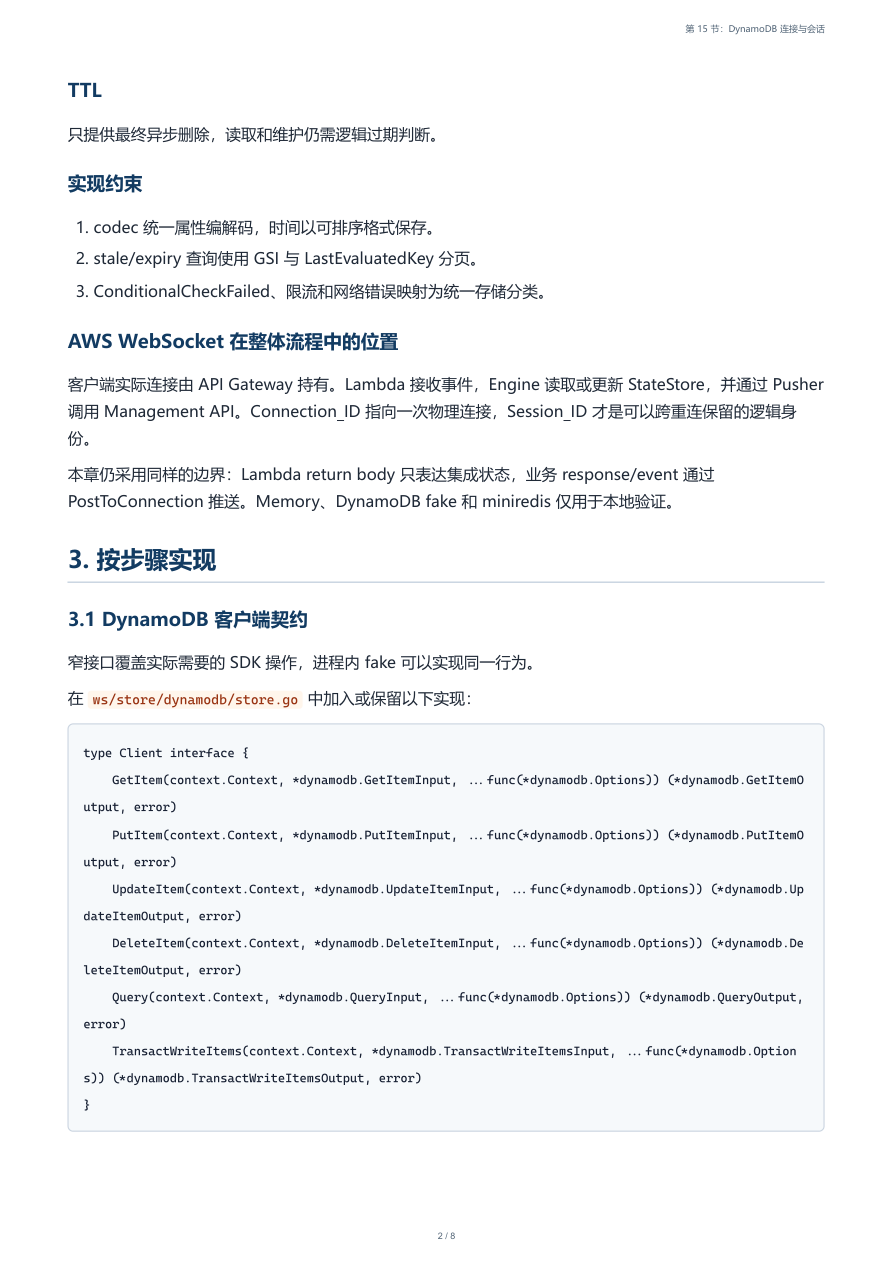 第 15 节：DynamoDB 连接与会话
TTL
只提供最终异步删除，读取和维护仍需逻辑过期判断。
实现约束
1. codec 统一属性编解码，时间以可排序格式保存。
2. stale/expiry 查询使用 GSI 与 LastEvaluatedKey 分页。
3. ConditionalCheckFailed、限流和网络错误映射为统一存储分类。
AWS WebSocket 在整体流程中的位置
客户端实际连接由 API Gateway 持有。Lambda 接收事件，Engine 读取或更新 StateStore，并通过 Pusher
调用 Management API。Connection_ID 指向一次物理连接，Session_ID 才是可以跨重连保留的逻辑身
份。
本章仍采用同样的边界：Lambda return body 只表达集成状态，业务 response/event 通过
PostToConnection 推送。Memory、DynamoDB fake 和 miniredis 仅用于本地验证。
3. 按步骤实现
3.1 DynamoDB 客户端契约
窄接口覆盖实际需要的 SDK 操作，进程内 fake 可以实现同一行为。
在 ws/store/dynamodb/store.go 中加入或保留以下实现：
type Client interface {
    GetItem(context.Context, *dynamodb.GetItemInput, ...func(*dynamodb.Options)) (*dynamodb.GetItemO
utput, error)
    PutItem(context.Context, *dynamodb.PutItemInput, ...func(*dynamodb.Options)) (*dynamodb.PutItemO
utput, error)
    UpdateItem(context.Context, *dynamodb.UpdateItemInput, ...func(*dynamodb.Options)) (*dynamodb.Up
dateItemOutput, error)
    DeleteItem(context.Context, *dynamodb.DeleteItemInput, ...func(*dynamodb.Options)) (*dynamodb.De
leteItemOutput, error)
    Query(context.Context, *dynamodb.QueryInput, ...func(*dynamodb.Options)) (*dynamodb.QueryOutput,
error)
    TransactWriteItems(context.Context, *dynamodb.TransactWriteItemsInput, ...func(*dynamodb.Option
s)) (*dynamodb.TransactWriteItemsOutput, error)
}
2 / 8